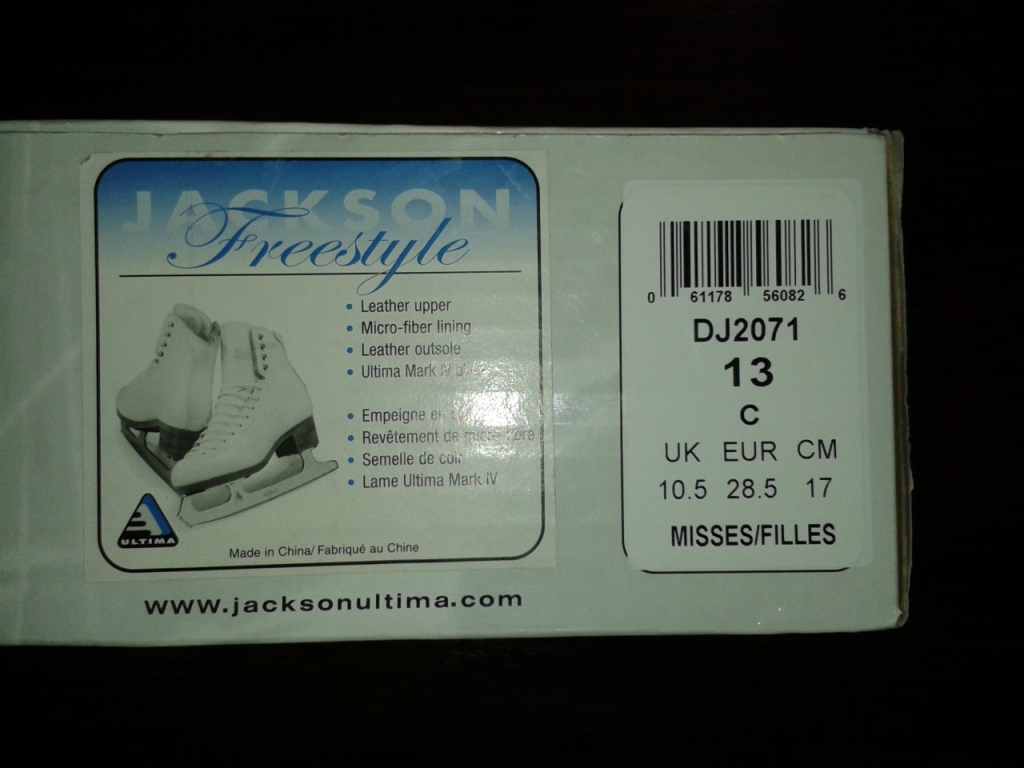 JACKSON
Freestyle
• Leather upper
• Micro-fiber lining
• Leather outsole
• Ultima Mark IV
• Empeigne en
• Revêtement de
• Semelle de
• Lame Ultima Mark IV
ULTIMA
Made in China/ Fabriqué au Chine
www.jacksonultima.com
0 61178 56082 6
DJ2071
13
C
UK EUR CM
10.5 28.5 17
MISSES/FILLES